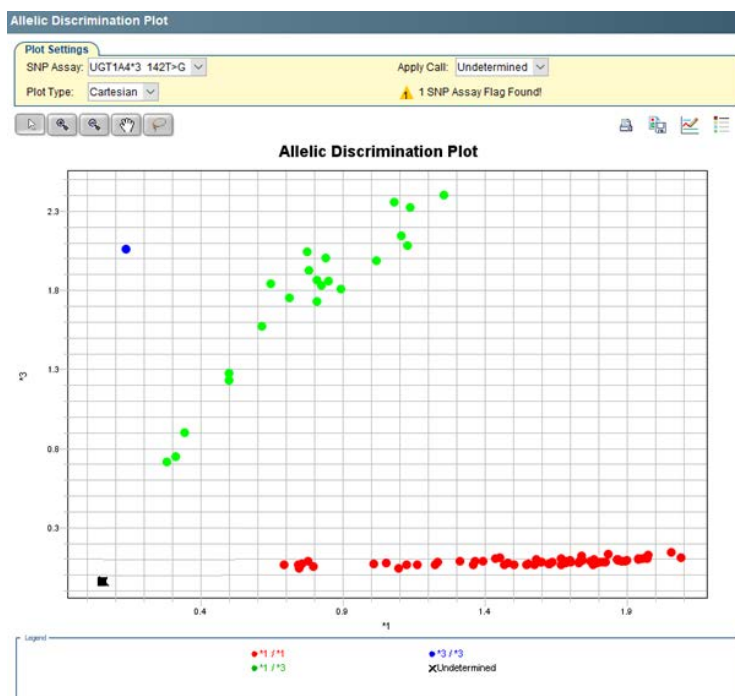 Allelic Discrimination Plot
Plot Settings
SNP Assay: UGT1A4*3 142T>G
Apply Call: Undetermined
Plot Type: Cartesian
1 SNP Assay Flag Found!
Allelic Discrimination Plot
2.3
1.8
1.3
*3
0.8
0.3
0.4 0.9 1.4 1.9
*1
Legend
*1 / *1
*3 / *3
*1 / *3
Undetermined